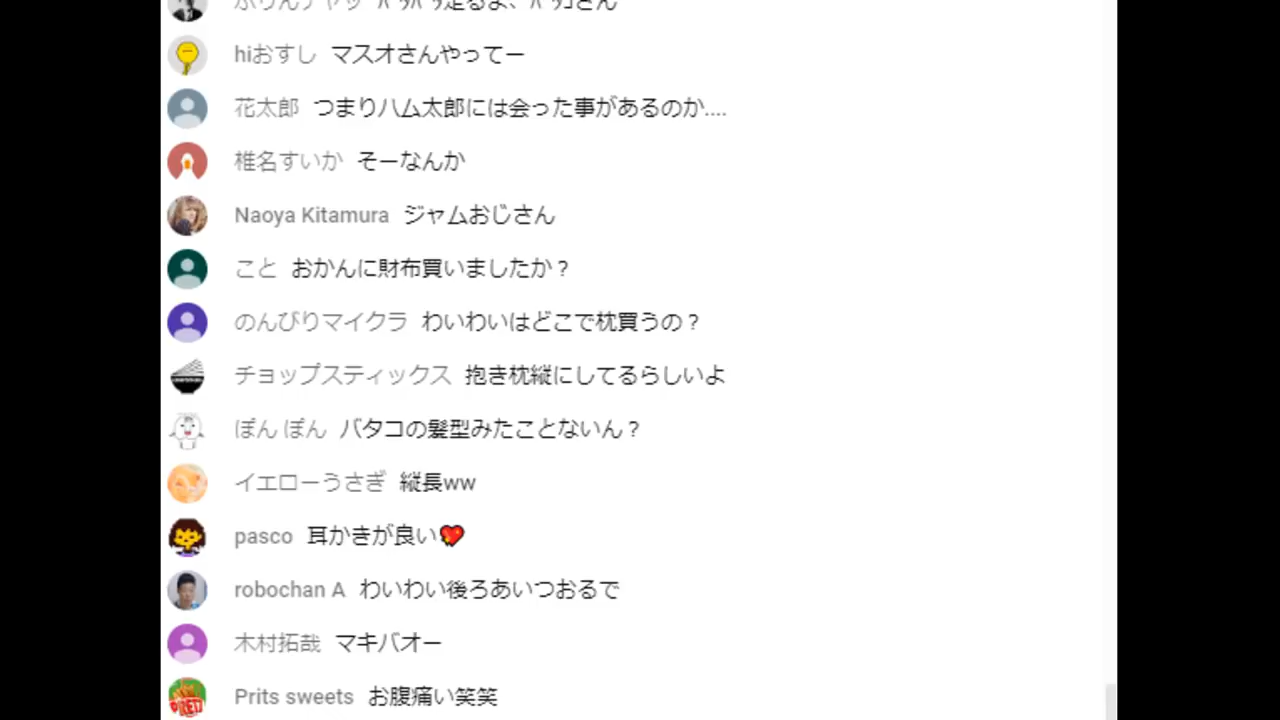 hiおすし マスオさんやってー
花太郎 つまりハム太郎には会った事があるのか....
椎名すいか そーなんか
Naoya Kitamura ジャムおじさん
こと おかんに財布買いましたか？
のんびりマイクラ わいわいはどこで枕買うの？
チョップスティックス 抱き枕縦にしてるらしいよ
ぽん ぽん バタコの髪型みたことないん？
イエローうさぎ 縦長ww
pasco 耳かきが良い💖
robochan A わいわい後ろあいつおるで
木村拓哉 マキバオー
Prits sweets お腹痛い笑笑